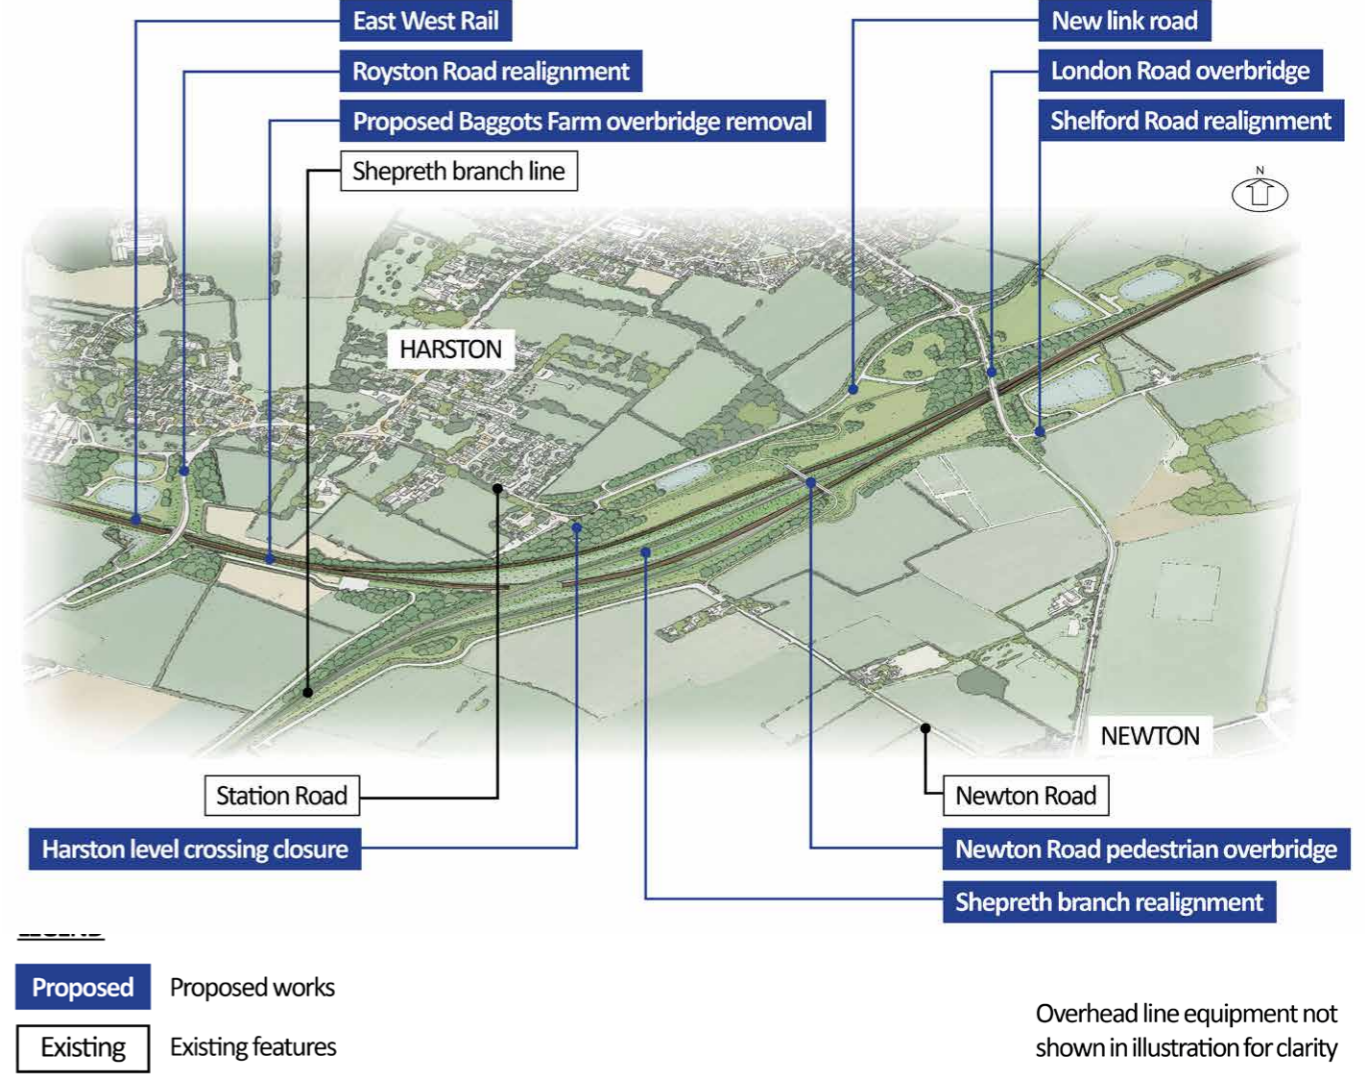 East West Rail
Royston Road realignment
Proposed Baggots Farm overbridge removal
Shepreth branch line
New link road
London Road overbridge
Shelford Road realignment
N
HARSTON
NEWTON
Station Road
Harston level crossing closure
Newton Road
Newton Road pedestrian overbridge
Shepreth branch realignment
Proposed
Proposed works
Existing
Existing features
Overhead line equipment not
shown in illustration for clarity